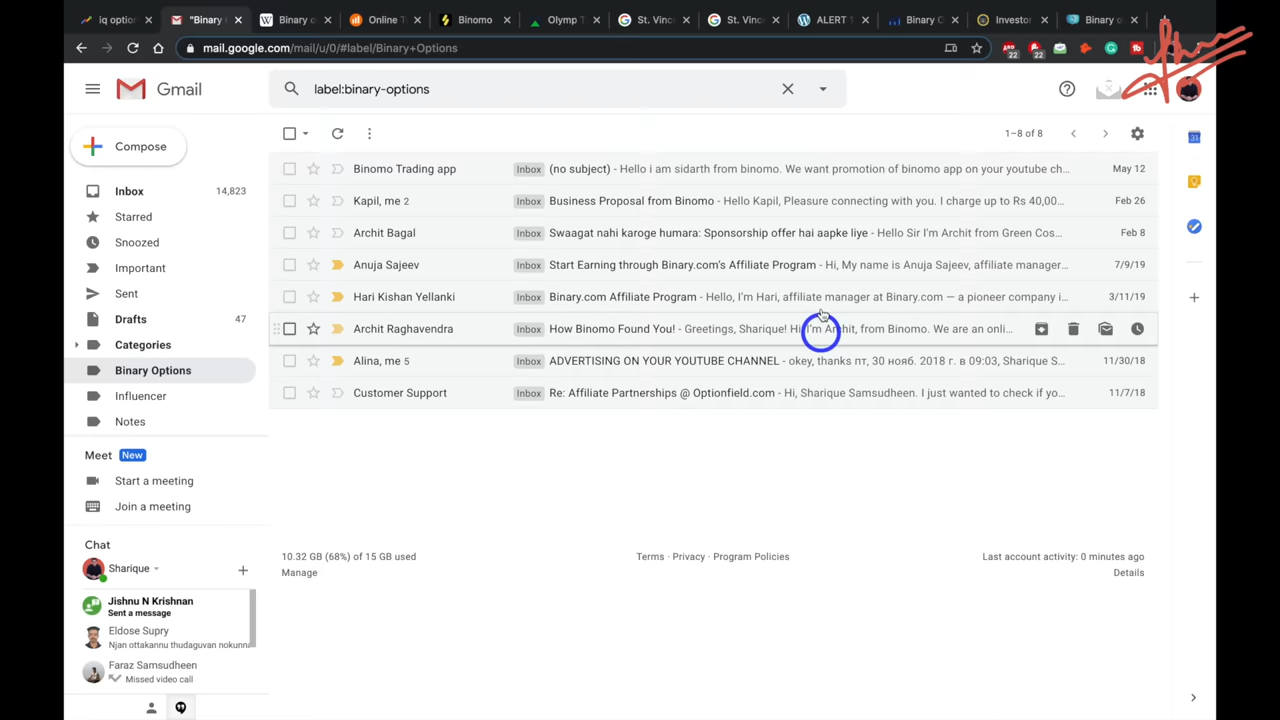 iq option
"Binary
Binary o
Online T
Binomo
Olymp T
St. Vinc
St. Vinc
ALERT
Binary C
Investor
Binary o
mail.google.com/mail/u/0/#label/Binary+Options
22
22
Gmail
label:binary-options
Compose
1–8 of 8
31
Inbox 14,823
Starred
Snoozed
Important
Sent
Drafts 47
Categories
Binary Options
Influencer
Notes
Binomo Trading app Inbox (no subject) - Hello i am sidarth from binomo. We want promotion of binomo app on your youtube ch… May 12
Kapil, me 2 Inbox Business Proposal from Binomo - Hello Kapil, Pleasure connecting with you. I charge up to Rs 40,00… Feb 26
Archit Bagal Inbox Swaagat nahi karoge humara: Sponsorship offer hai aapke liye - Hello Sir I'm Archit from Green Cos… Feb 8
Anuja Sajeev Inbox Start Earning through Binary.com's Affiliate Program - Hi, My name is Anuja Sajeev, affiliate manager… 7/9/19
Hari Kishan Yellanki Inbox Binary.com Affiliate Program - Hello, I'm Hari, affiliate manager at Binary.com — a pioneer company i… 3/11/19
Archit Raghavendra Inbox How Binomo Found You! - Greetings, Sharique! Hi, I'm Archit, from Binomo. We are an onli…
Alina, me 5 Inbox ADVERTISING ON YOUR YOUTUBE CHANNEL - okey, thanks пт, 30 нояб. 2018 г. в 09:03, Sharique S… 11/30/18
Customer Support Inbox Re: Affiliate Partnerships @ Optionfield.com - Hi, Sharique Samsudheen. I just wanted to check if yo… 11/7/18
Meet New
Start a meeting
Join a meeting
Chat
Sharique
Jishnu N Krishnan
Sent a message
Eldose Supry
Njan ottakannu thudaguvan nokunn
Faraz Samsudheen
Missed video call
10.32 GB (68%) of 15 GB used
Manage
Terms · Privacy · Program Policies
Last account activity: 0 minutes ago
Details